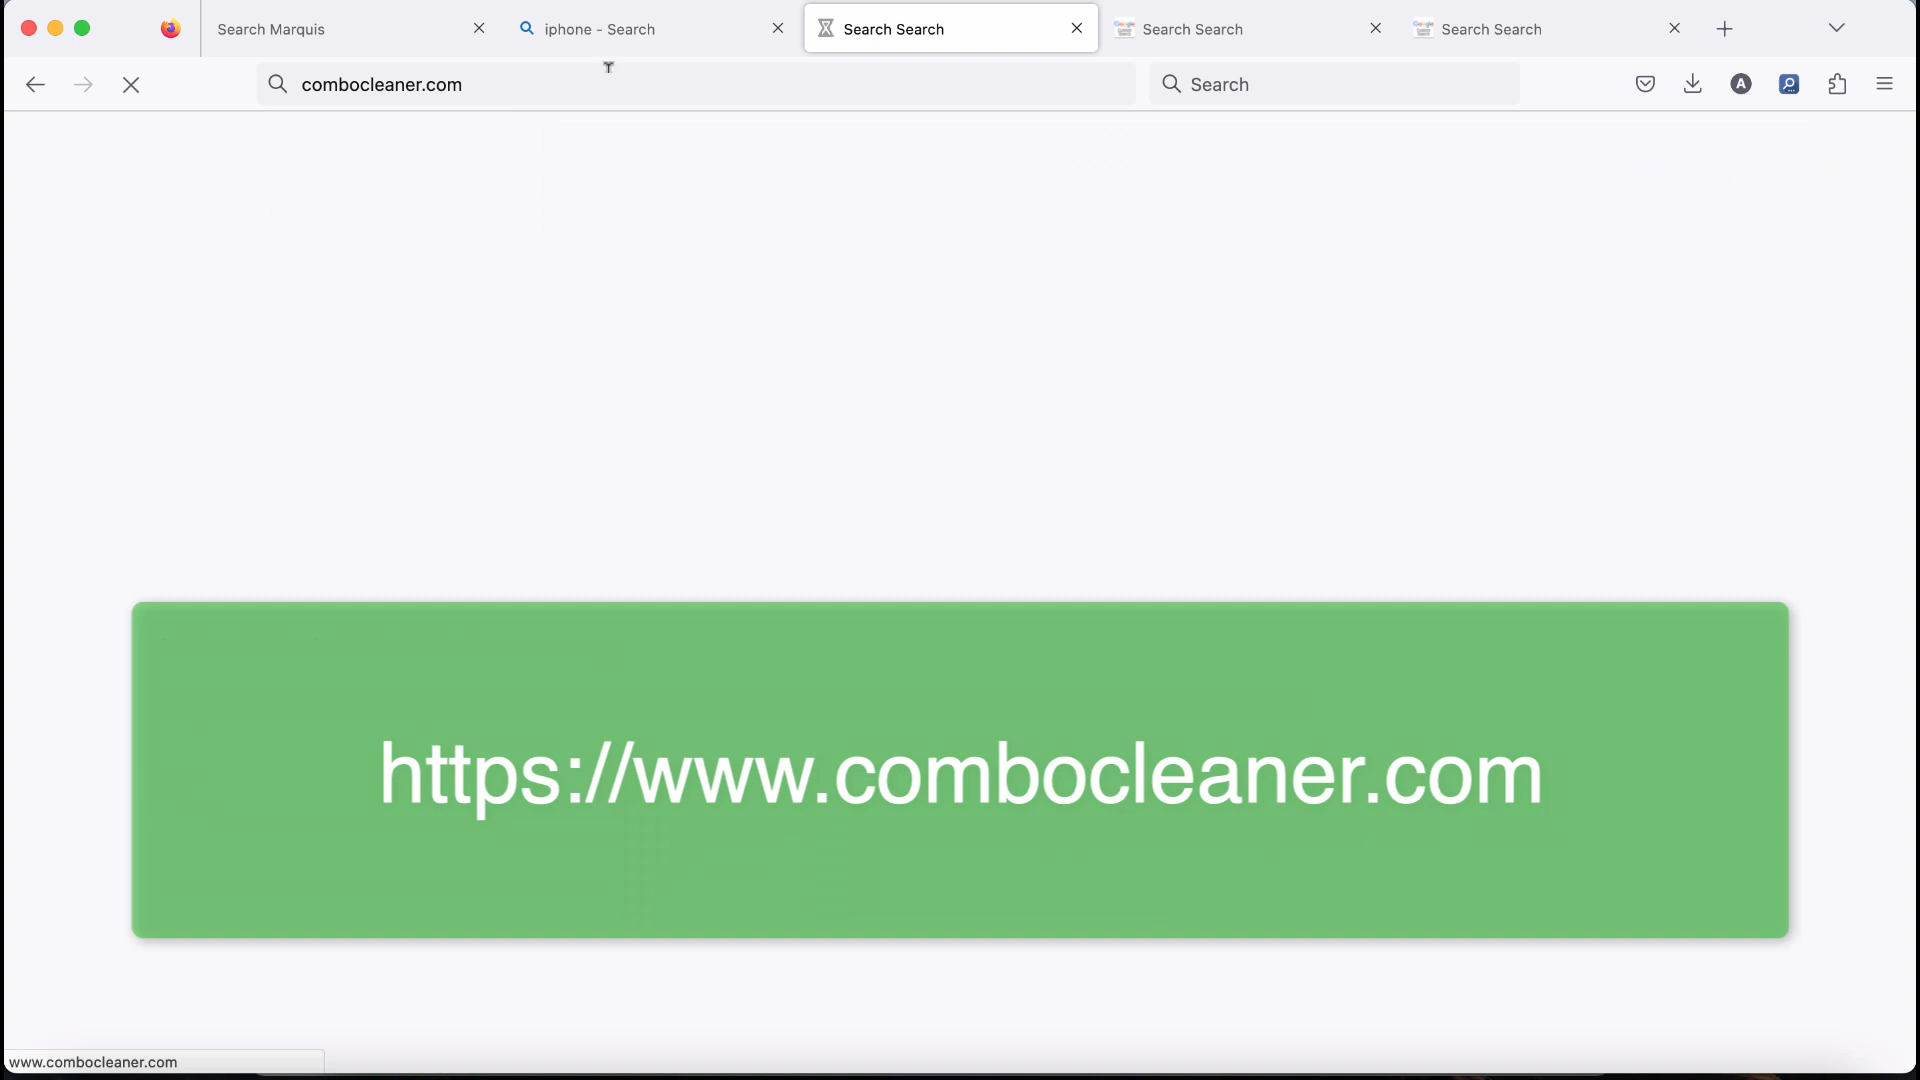 Search Marquis
iphone - Search
Search Search
Search Search
Search Search
combocleaner.com
Search
A
https://www.combocleaner.com
www.combocleaner.com